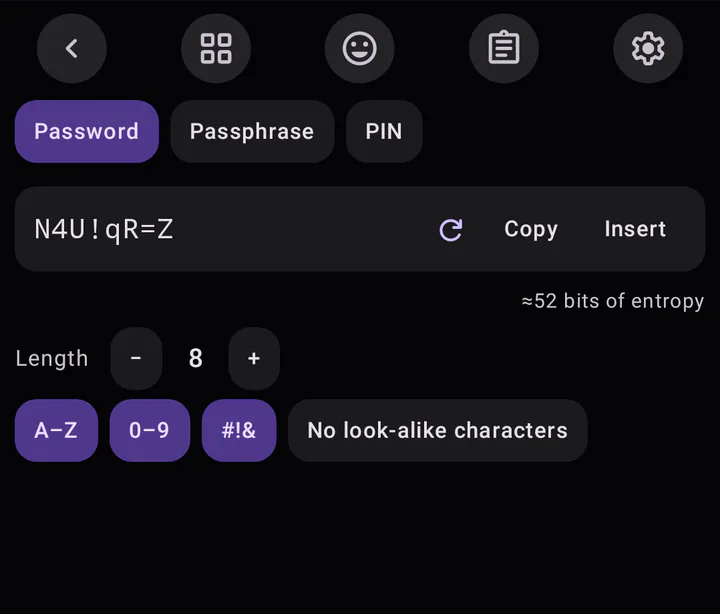 Password Passphrase PIN
N4U!qR=Z Copy Insert
≈52 bits of entropy
Length − 8 +
A–Z 0–9 #!& No look-alike characters